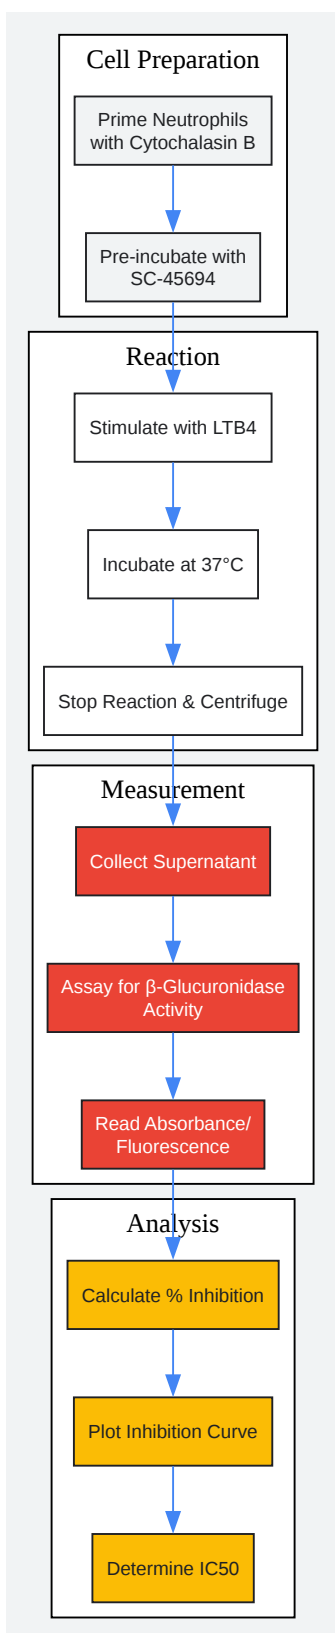 Cell Preparation
Prime Neutrophils
with Cytochalasin B
Pre-incubate with
SC-45694
Reaction
Stimulate with LTB4
Incubate at 37°C
Stop Reaction & Centrifuge
Measurement
Collect Supernatant
Assay for β-Glucuronidase
Activity
Read Absorbance/
Fluorescence
Analysis
Calculate % Inhibition
Plot Inhibition Curve
Determine IC50